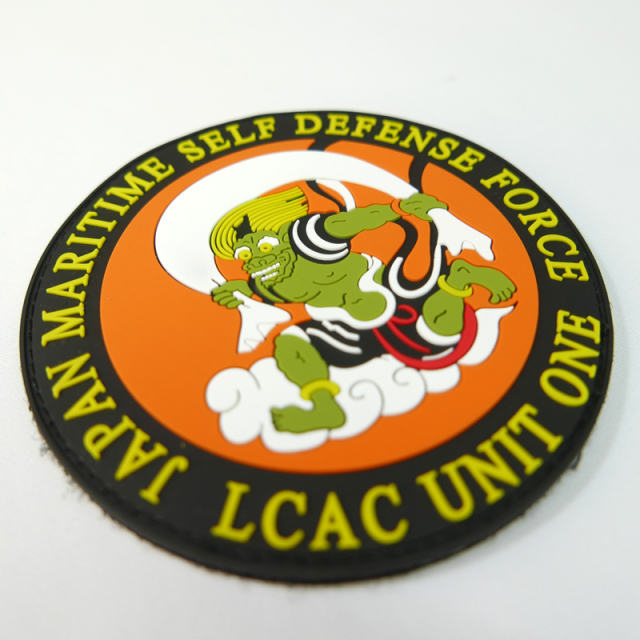 JAPAN MARITIME SELF DEFENSE FORCE
LCAC UNIT ONE